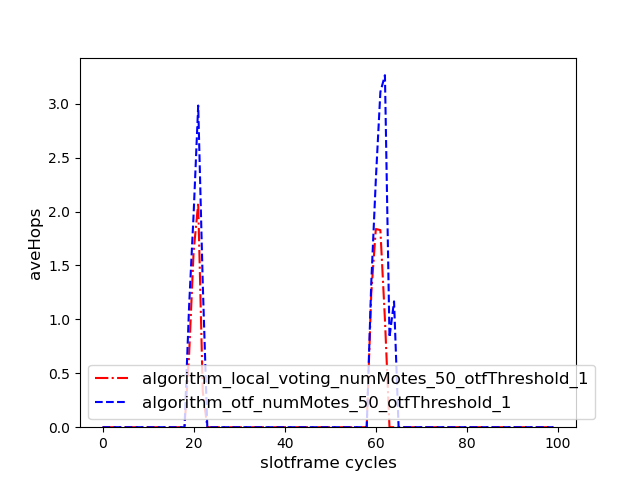 3.0
2.5
2.0
1.5
1.0
0.5
0.0
aveHops
algorithm_local_voting_numMotes_50_otfThreshold_1
algorithm_otf_numMotes_50_otfThreshold_1
0 20 40 60 80 100
slotframe cycles